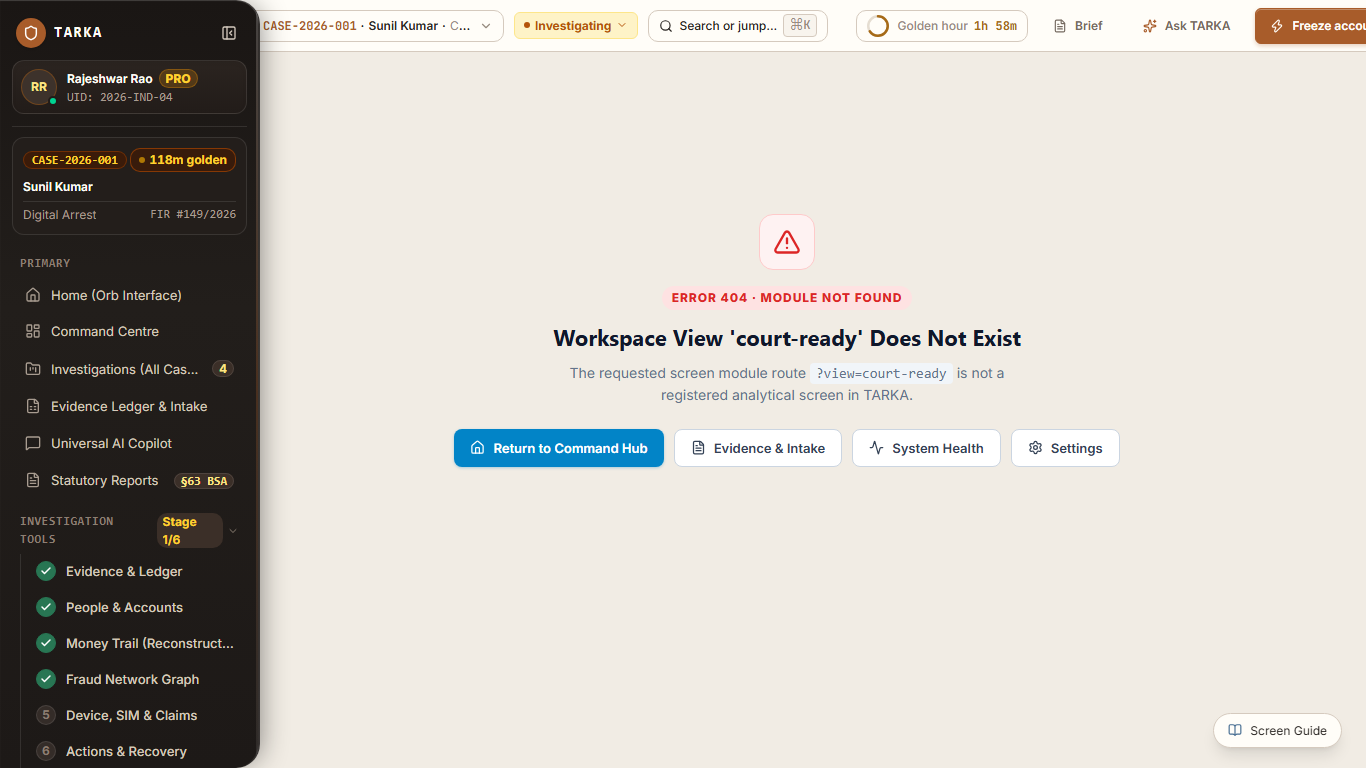 TARKA
Rajeshwar Rao PRO
UID: 2026-IND-04
CASE-2026-001 118m golden
Sunil Kumar
Digital Arrest FIR #149/2026
PRIMARY
Home (Orb Interface)
Command Centre
Investigations (All Cas... 4
Evidence Ledger & Intake
Universal AI Copilot
Statutory Reports §63 BSA
INVESTIGATION TOOLS Stage 1/6
Evidence & Ledger
People & Accounts
Money Trail (Reconstruct...
Fraud Network Graph
5 Device, SIM & Claims
6 Actions & Recovery
CASE-2026-001 · Sunil Kumar · C... Investigating Search or jump... ⌘K Golden hour 1h 58m Brief Ask TARKA Freeze accou
ERROR 404 · MODULE NOT FOUND
Workspace View 'court-ready' Does Not Exist
The requested screen module route ?view=court-ready is not a
registered analytical screen in TARKA.
Return to Command Hub Evidence & Intake System Health Settings
Screen Guide